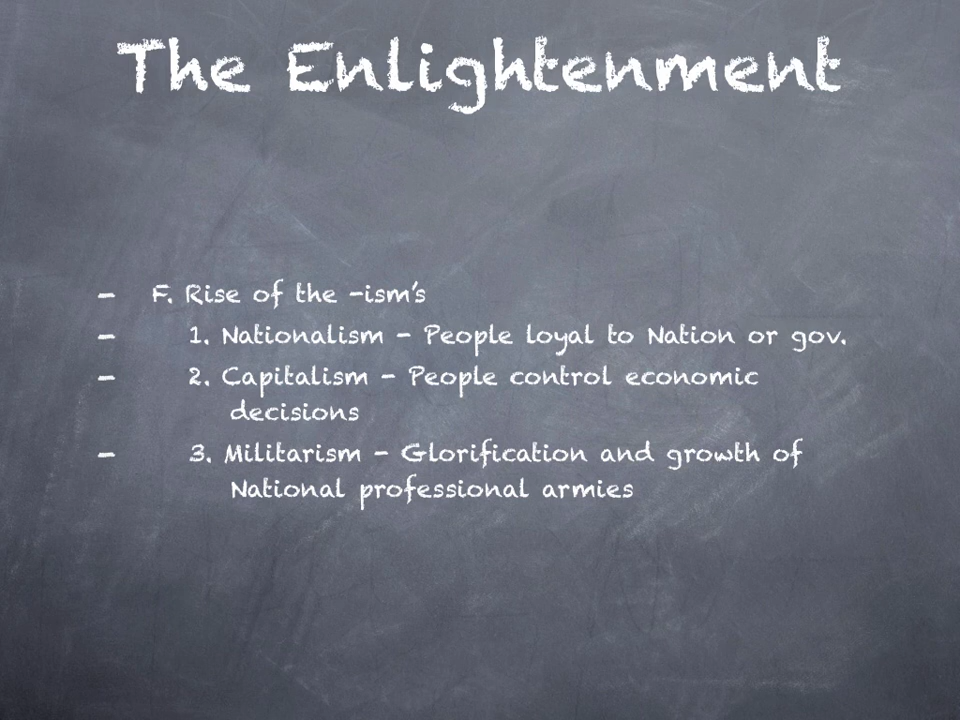 The Enlightenment
- F. Rise of the -ism's
- 1. Nationalism - People loyal to Nation or gov.
- 2. Capitalism - People control economic
decisions
- 3. Militarism - Glorification and growth of
National professional armies